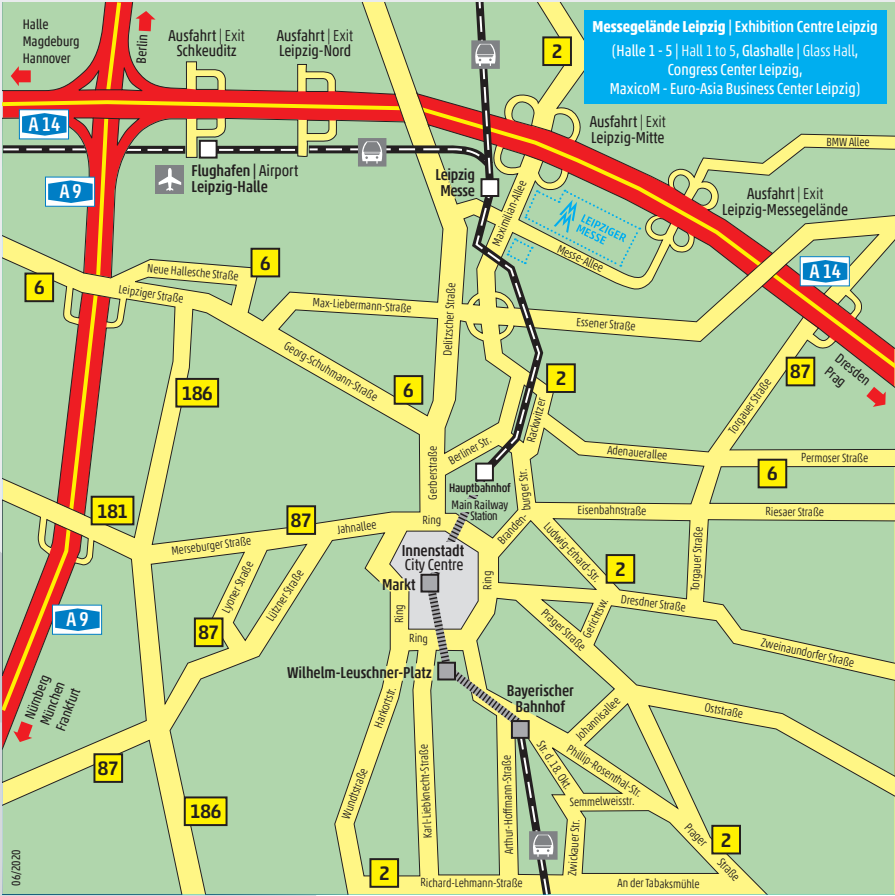 Messegelände Leipzig | Exhibition Centre Leipzig
(Halle 1 - 5 | Hall 1 to 5, Glashalle | Glass Hall,
Congress Center Leipzig,
MaxicoM - Euro-Asia Business Center Leipzig)
Halle
Magdeburg
Hannover
Berlin
Ausfahrt | Exit
Schkeuditz
Ausfahrt | Exit
Leipzig-Nord
2
A 14
Ausfahrt | Exit
Leipzig-Mitte
BMW Allee
Flughafen | Airport
Leipzig-Halle
Leipzig
Messe
A 9
Maximilian-Allee
LEIPZIGER
MESSE
Ausfahrt | Exit
Leipzig-Messegelände
Messe-Allee
A 14
6
Neue Hallesche Straße
6
Leipziger Straße
Max-Liebermann-Straße
Delitzscher Straße
Essener Straße
Georg-Schuhmann-Straße
6
186
2
87
Dresden
Prag
Torgauer Straße
Rackwitzer
Berliner Str.
Adenauerallee
Permoser Straße
6
Gerberstraße
Hauptbahnhof
Main Railway
Station
Branden-
burger Str.
Eisenbahnstraße
Riesaer Straße
181
87
Jahnallee
Ring
Merseburger Straße
Innenstadt
City Centre
Markt
Ring
Ring
Ring
Ludwig-Erhard-Str.
2
Torgauer Straße
Dresdner Straße
Gerichtsw.
Prager Straße
Zweinaundorfer Straße
Lyoner Straße
Lützner Straße
87
A 9
Nürnberg
München
Frankfurt
Wilhelm-Leuschner-Platz
Bayerischer
Bahnhof
Harkortstr.
Johannisallee
Oststraße
Str. d. 18. Okt.
Phillip-Rosenthal-Str.
Semmelweisstr.
87
186
Wundtstraße
Karl-Liebknecht-Straße
Arthur-Hoffmann-Straße
Zwickauer Str.
Prager
Straße
2
2
Richard-Lehmann-Straße
An der Tabaksmühle
06/2020